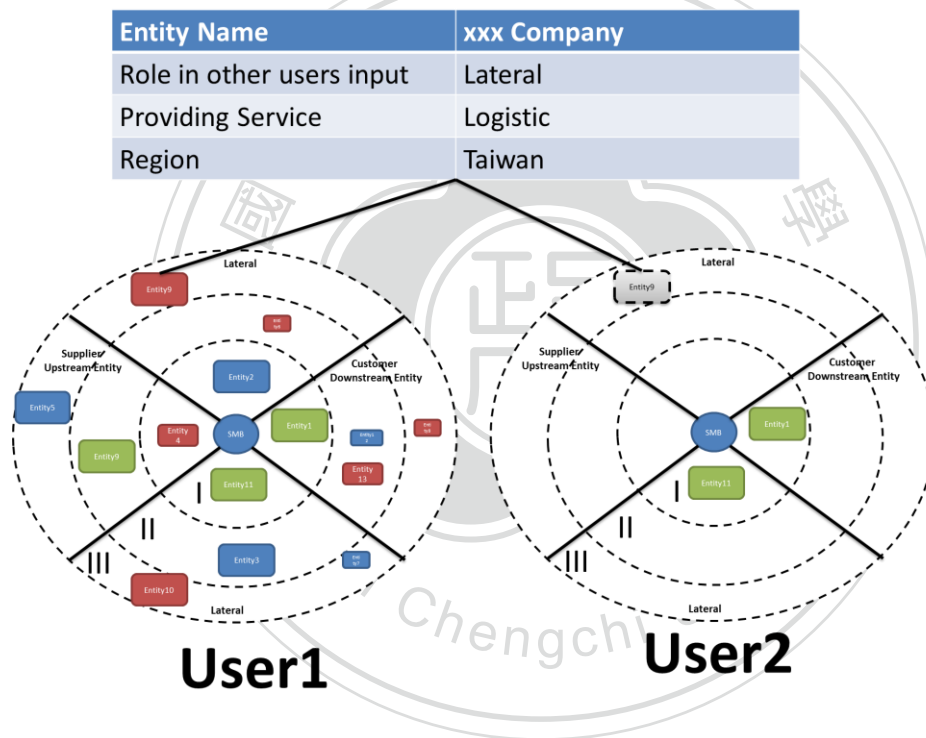 Entity Name xxx Company
Role in other users input Lateral
Providing Service Logistic
Region Taiwan
國
學
Lateral
Entity9
Supplier
Upstream Entity
Entity2
Customer
Downstream Entity
Entity5
Entity
4
SMB
Entity1
Entity9
Entity
13
Entity11
I
II
III
Entity3
Entity10
Lateral
User1
Lateral
Entity9
Supplier
Upstream Entity
Customer
Downstream Entity
SMB
Entity1
Entity11
I
II
III
Lateral
User2
Chengchi